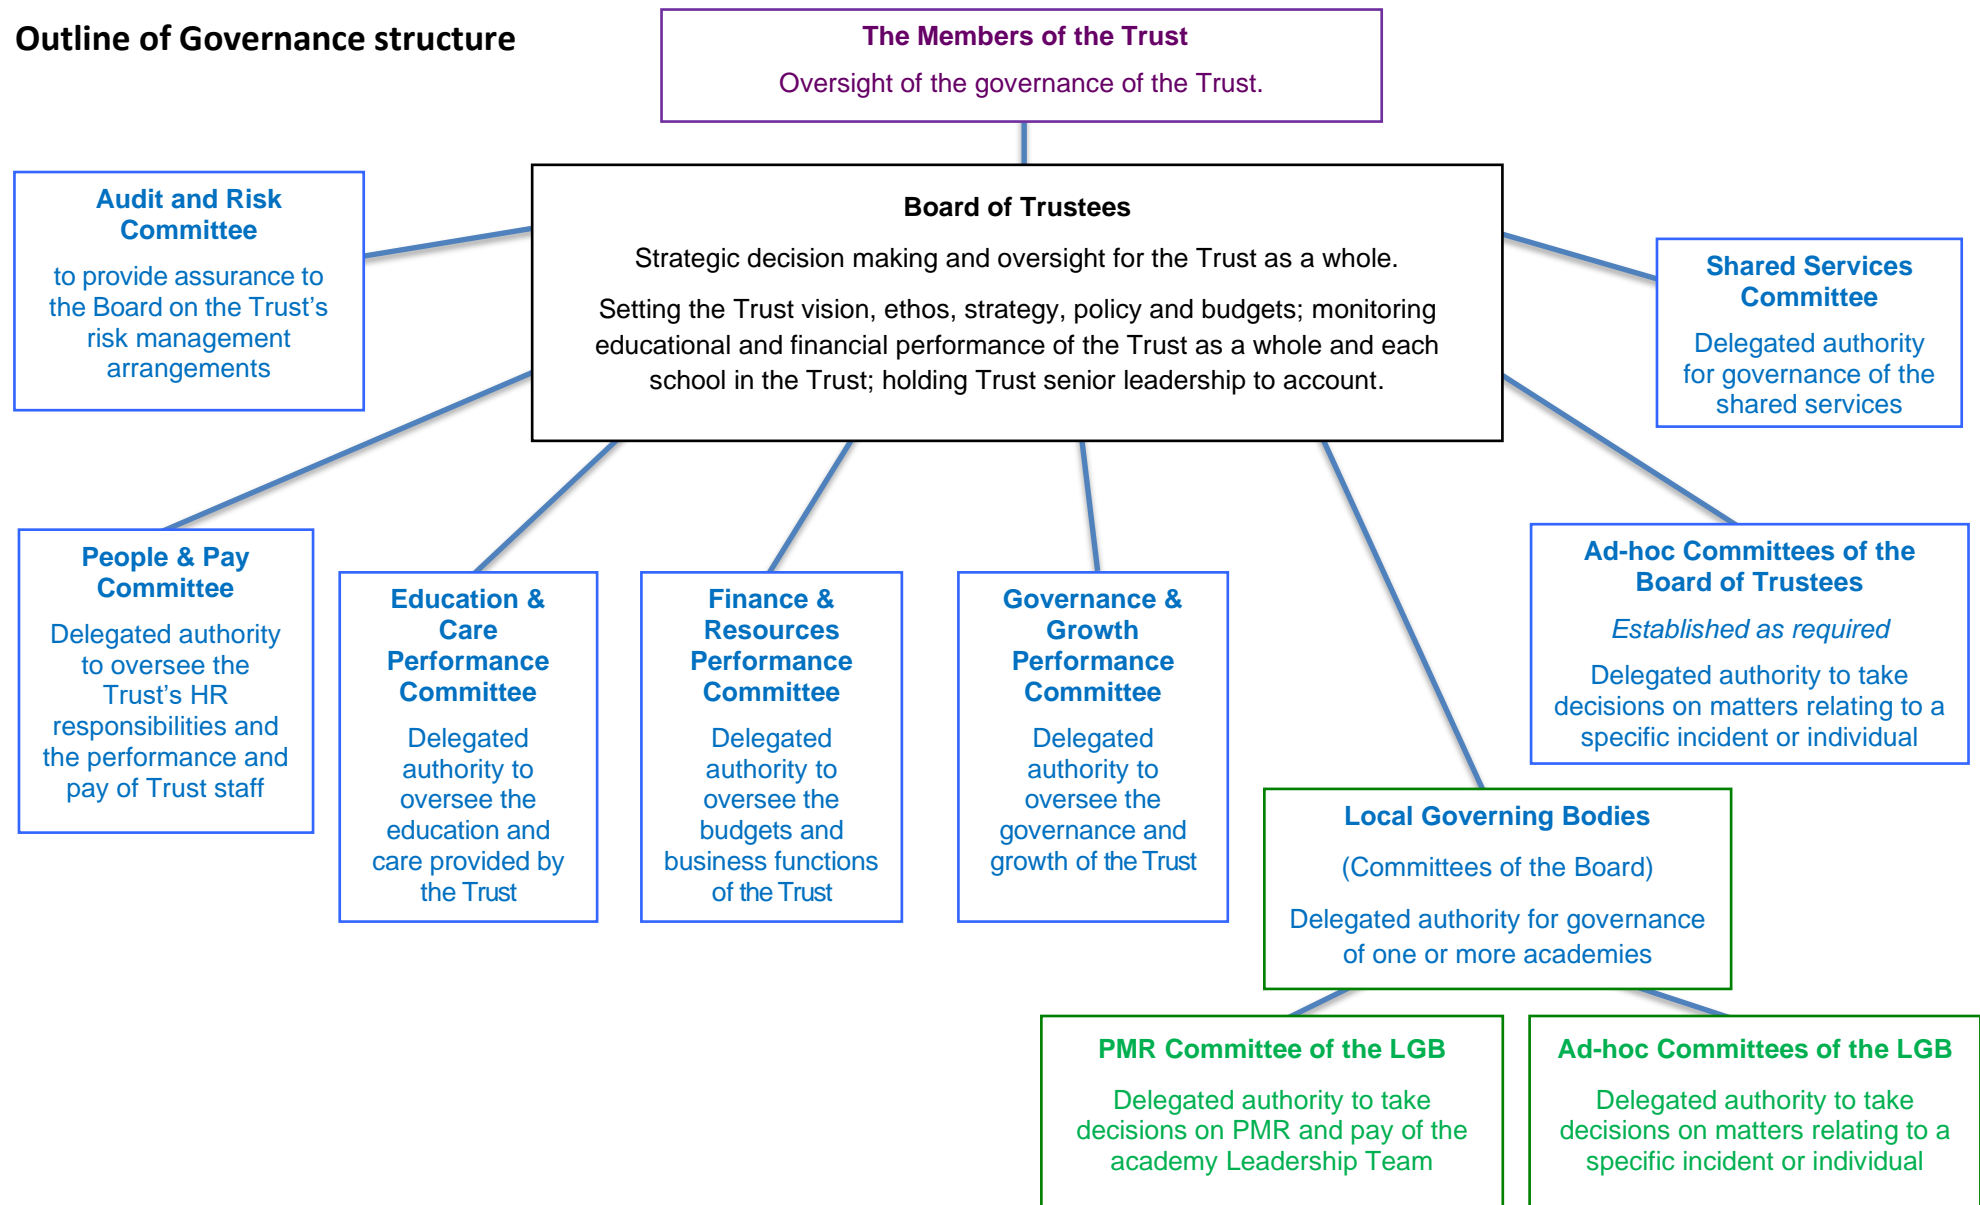 Outline of Governance structure
The Members of the Trust
Oversight of the governance of the Trust.
Audit and Risk
Committee
to provide assurance to
the Board on the Trust’s
risk management
arrangements
Board of Trustees
Strategic decision making and oversight for the Trust as a whole.
Setting the Trust vision, ethos, strategy, policy and budgets; monitoring
educational and financial performance of the Trust as a whole and each
school in the Trust; holding Trust senior leadership to account.
Shared Services
Committee
Delegated authority
for governance of the
shared services
People & Pay
Committee
Delegated authority
to oversee the
Trust’s HR
responsibilities and
the performance and
pay of Trust staff
Education &
Care
Performance
Committee
Delegated
authority to
oversee the
education and
care provided by
the Trust
Finance &
Resources
Performance
Committee
Delegated
authority to
oversee the
budgets and
business functions
of the Trust
Governance &
Growth
Performance
Committee
Delegated
authority to
oversee the
governance and
growth of the Trust
Ad-hoc Committees of the
Board of Trustees
Established as required
Delegated authority to take
decisions on matters relating to a
specific incident or individual
Local Governing Bodies
(Committees of the Board)
Delegated authority for governance
of one or more academies
PMR Committee of the LGB
Delegated authority to take
decisions on PMR and pay of the
academy Leadership Team
Ad-hoc Committees of the LGB
Delegated authority to take
decisions on matters relating to a
specific incident or individual